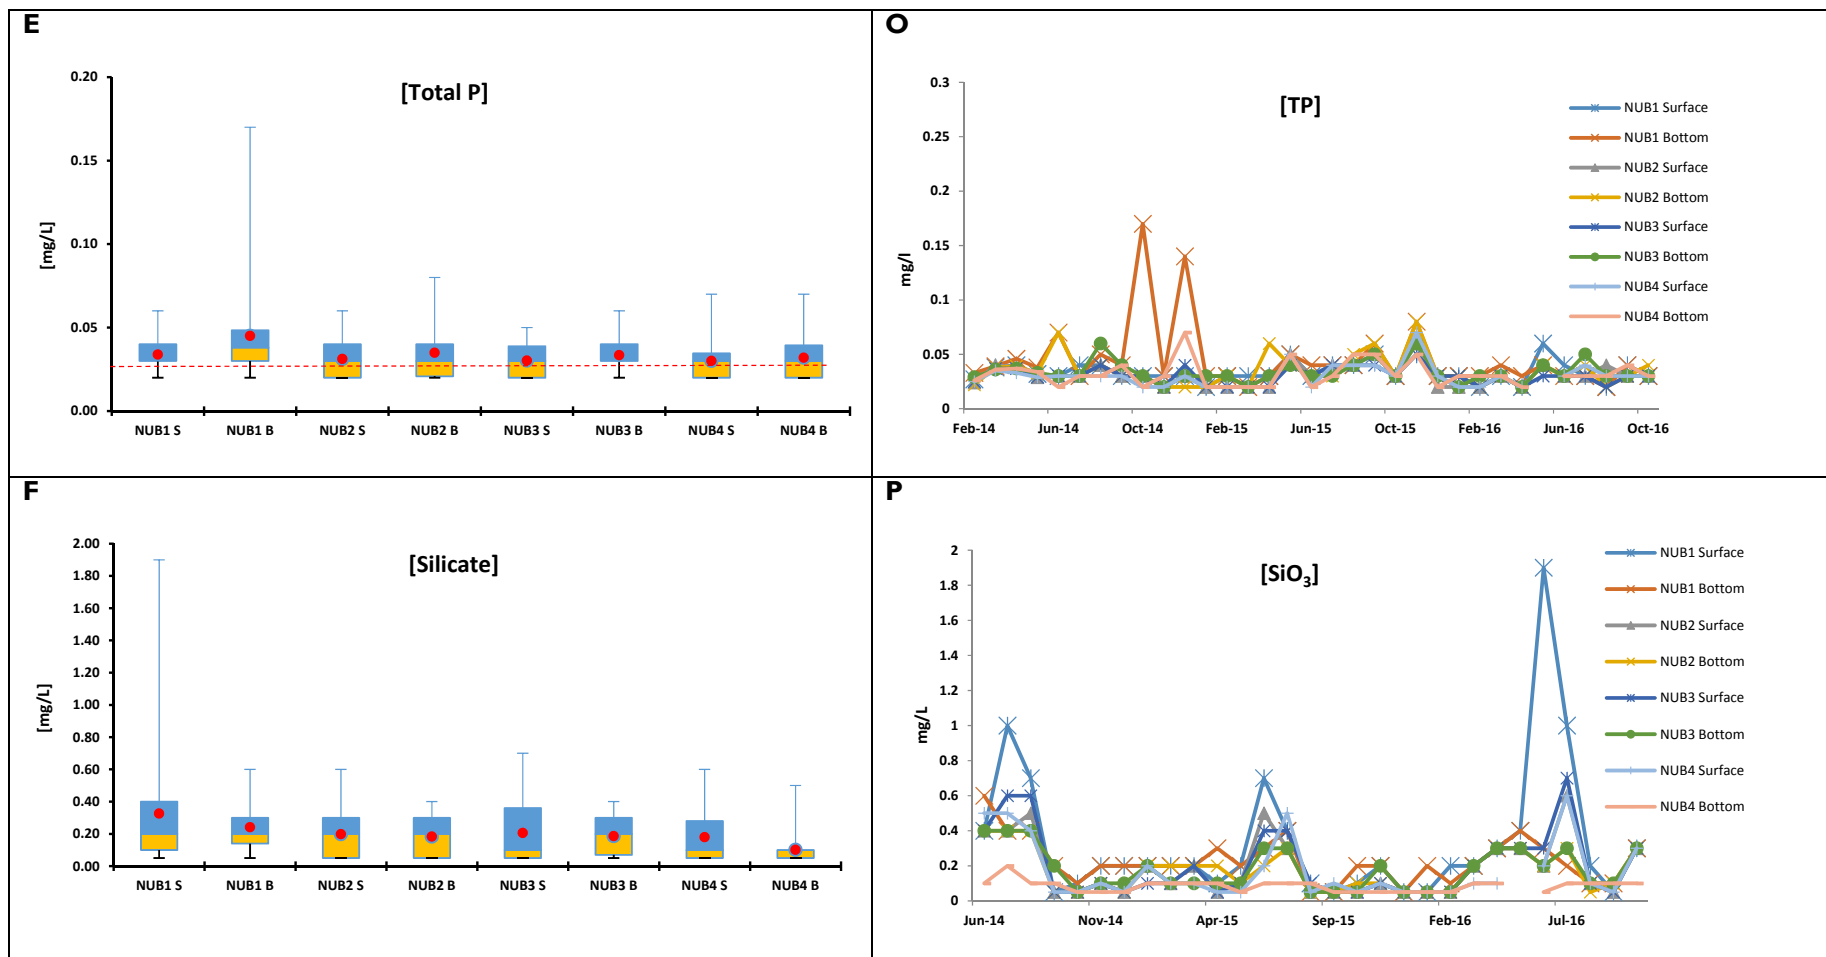 E
[Total P]
0.20
0.15
0.10
0.05
0.00
[mg/L]
NUB1 S NUB1 B NUB2 S NUB2 B NUB3 S NUB3 B NUB4 S NUB4 B
O
[TP]
0.3
0.25
0.2
0.15
0.1
0.05
0
mg/l
Feb-14 Jun-14 Oct-14 Feb-15 Jun-15 Oct-15 Feb-16 Jun-16 Oct-16
NUB1 Surface
NUB1 Bottom
NUB2 Surface
NUB2 Bottom
NUB3 Surface
NUB3 Bottom
NUB4 Surface
NUB4 Bottom
F
[Silicate]
2.00
1.80
1.60
1.40
1.20
1.00
0.80
0.60
0.40
0.20
0.00
[mg/L]
NUB1 S NUB1 B NUB2 S NUB2 B NUB3 S NUB3 B NUB4 S NUB4 B
P
[SiO₃]
2
1.8
1.6
1.4
1.2
1
0.8
0.6
0.4
0.2
0
mg/L
Jun-14 Nov-14 Apr-15 Sep-15 Feb-16 Jul-16
NUB1 Surface
NUB1 Bottom
NUB2 Surface
NUB2 Bottom
NUB3 Surface
NUB3 Bottom
NUB4 Surface
NUB4 Bottom